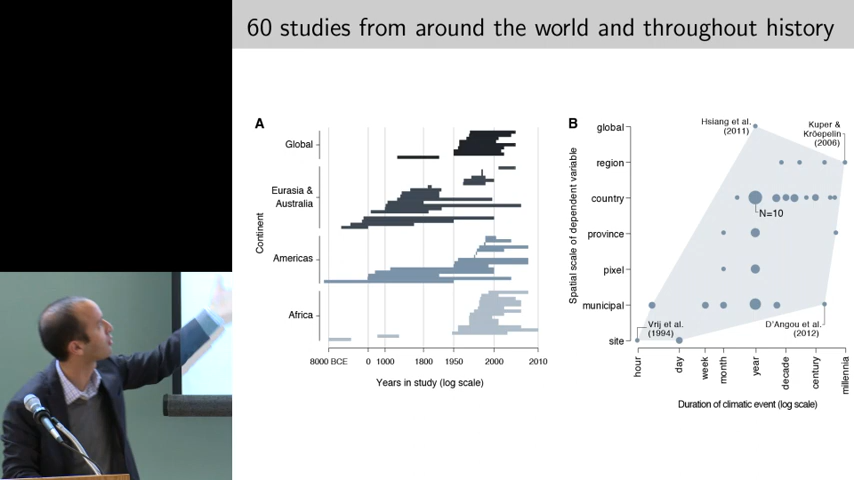 60 studies from around the world and throughout history
A
Continent
Global
Eurasia &
Australia
Americas
Africa
8000 BCE 0 1000 1800 1950 2000 2010
Years in study (log scale)
B
Spatial scale of dependent variable
global
region
country
province
pixel
municipal
site
Hsiang et al.
(2011)
Kuper &
Kröepelin
(2006)
N=10
Vrij et al.
(1994)
D'Angou et al.
(2012)
hour day week month year decade century millennia
Duration of climatic event (log scale)